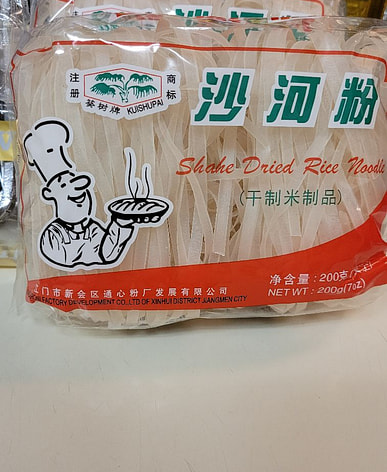 注册 商标
葵树牌 KUISHUPAI
沙河粉
Shahe Dried Rice Noodle
(干制米制品)
净含量: 200克
NET WT: 200g(7oz)
江门市新会区通心粉厂发展有限公司
FACTORY DEVELOPMENT CO.,LTD OF XINHUI DISTRICT JIANGMEN CITY